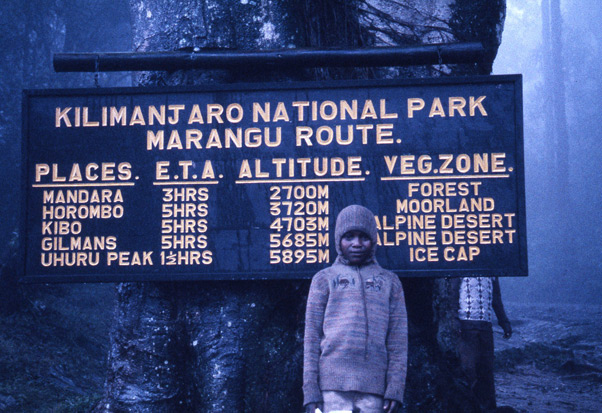 KILIMANJARO NATIONAL PARK
MARANGU ROUTE.
PLACES. E.T.A. ALTITUDE. VEG.ZONE.
MANDARA 3HRS 2700M FOREST
HOROMBO 5HRS 3720M MOORLAND
KIBO 5HRS 4703M ALPINE DESERT
GILMANS 5HRS 5685M ALPINE DESERT
UHURU PEAK 1½HRS 5895M ICE CAP